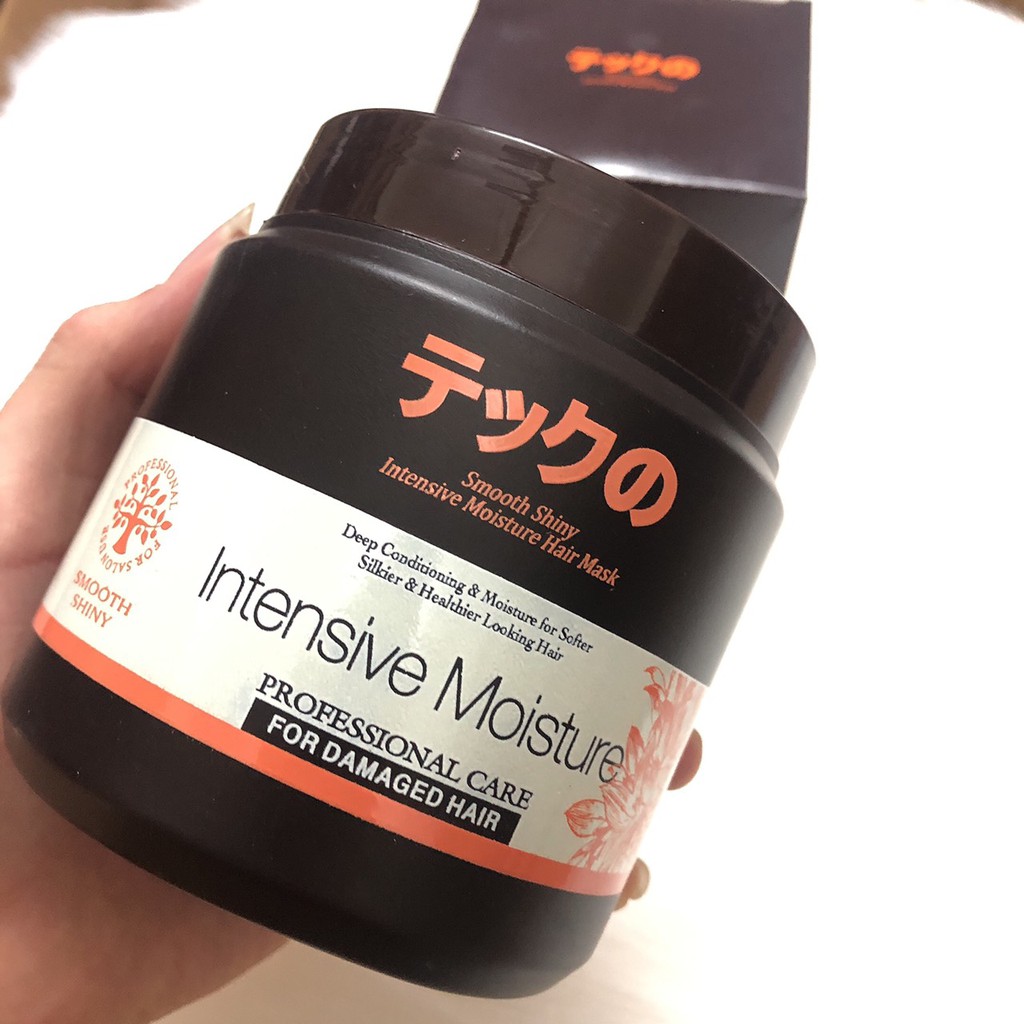 テックの
テックの
Smooth Shiny
Intensive Moisture Hair Mask
Deep Conditioning & Moisture for Softer
Silkier & Healthier Looking Hair
PROFESSIONAL
FOR SALON USE
SMOOTH
SHINY
Intensive Moisture
PROFESSIONAL CARE
FOR DAMAGED HAIR